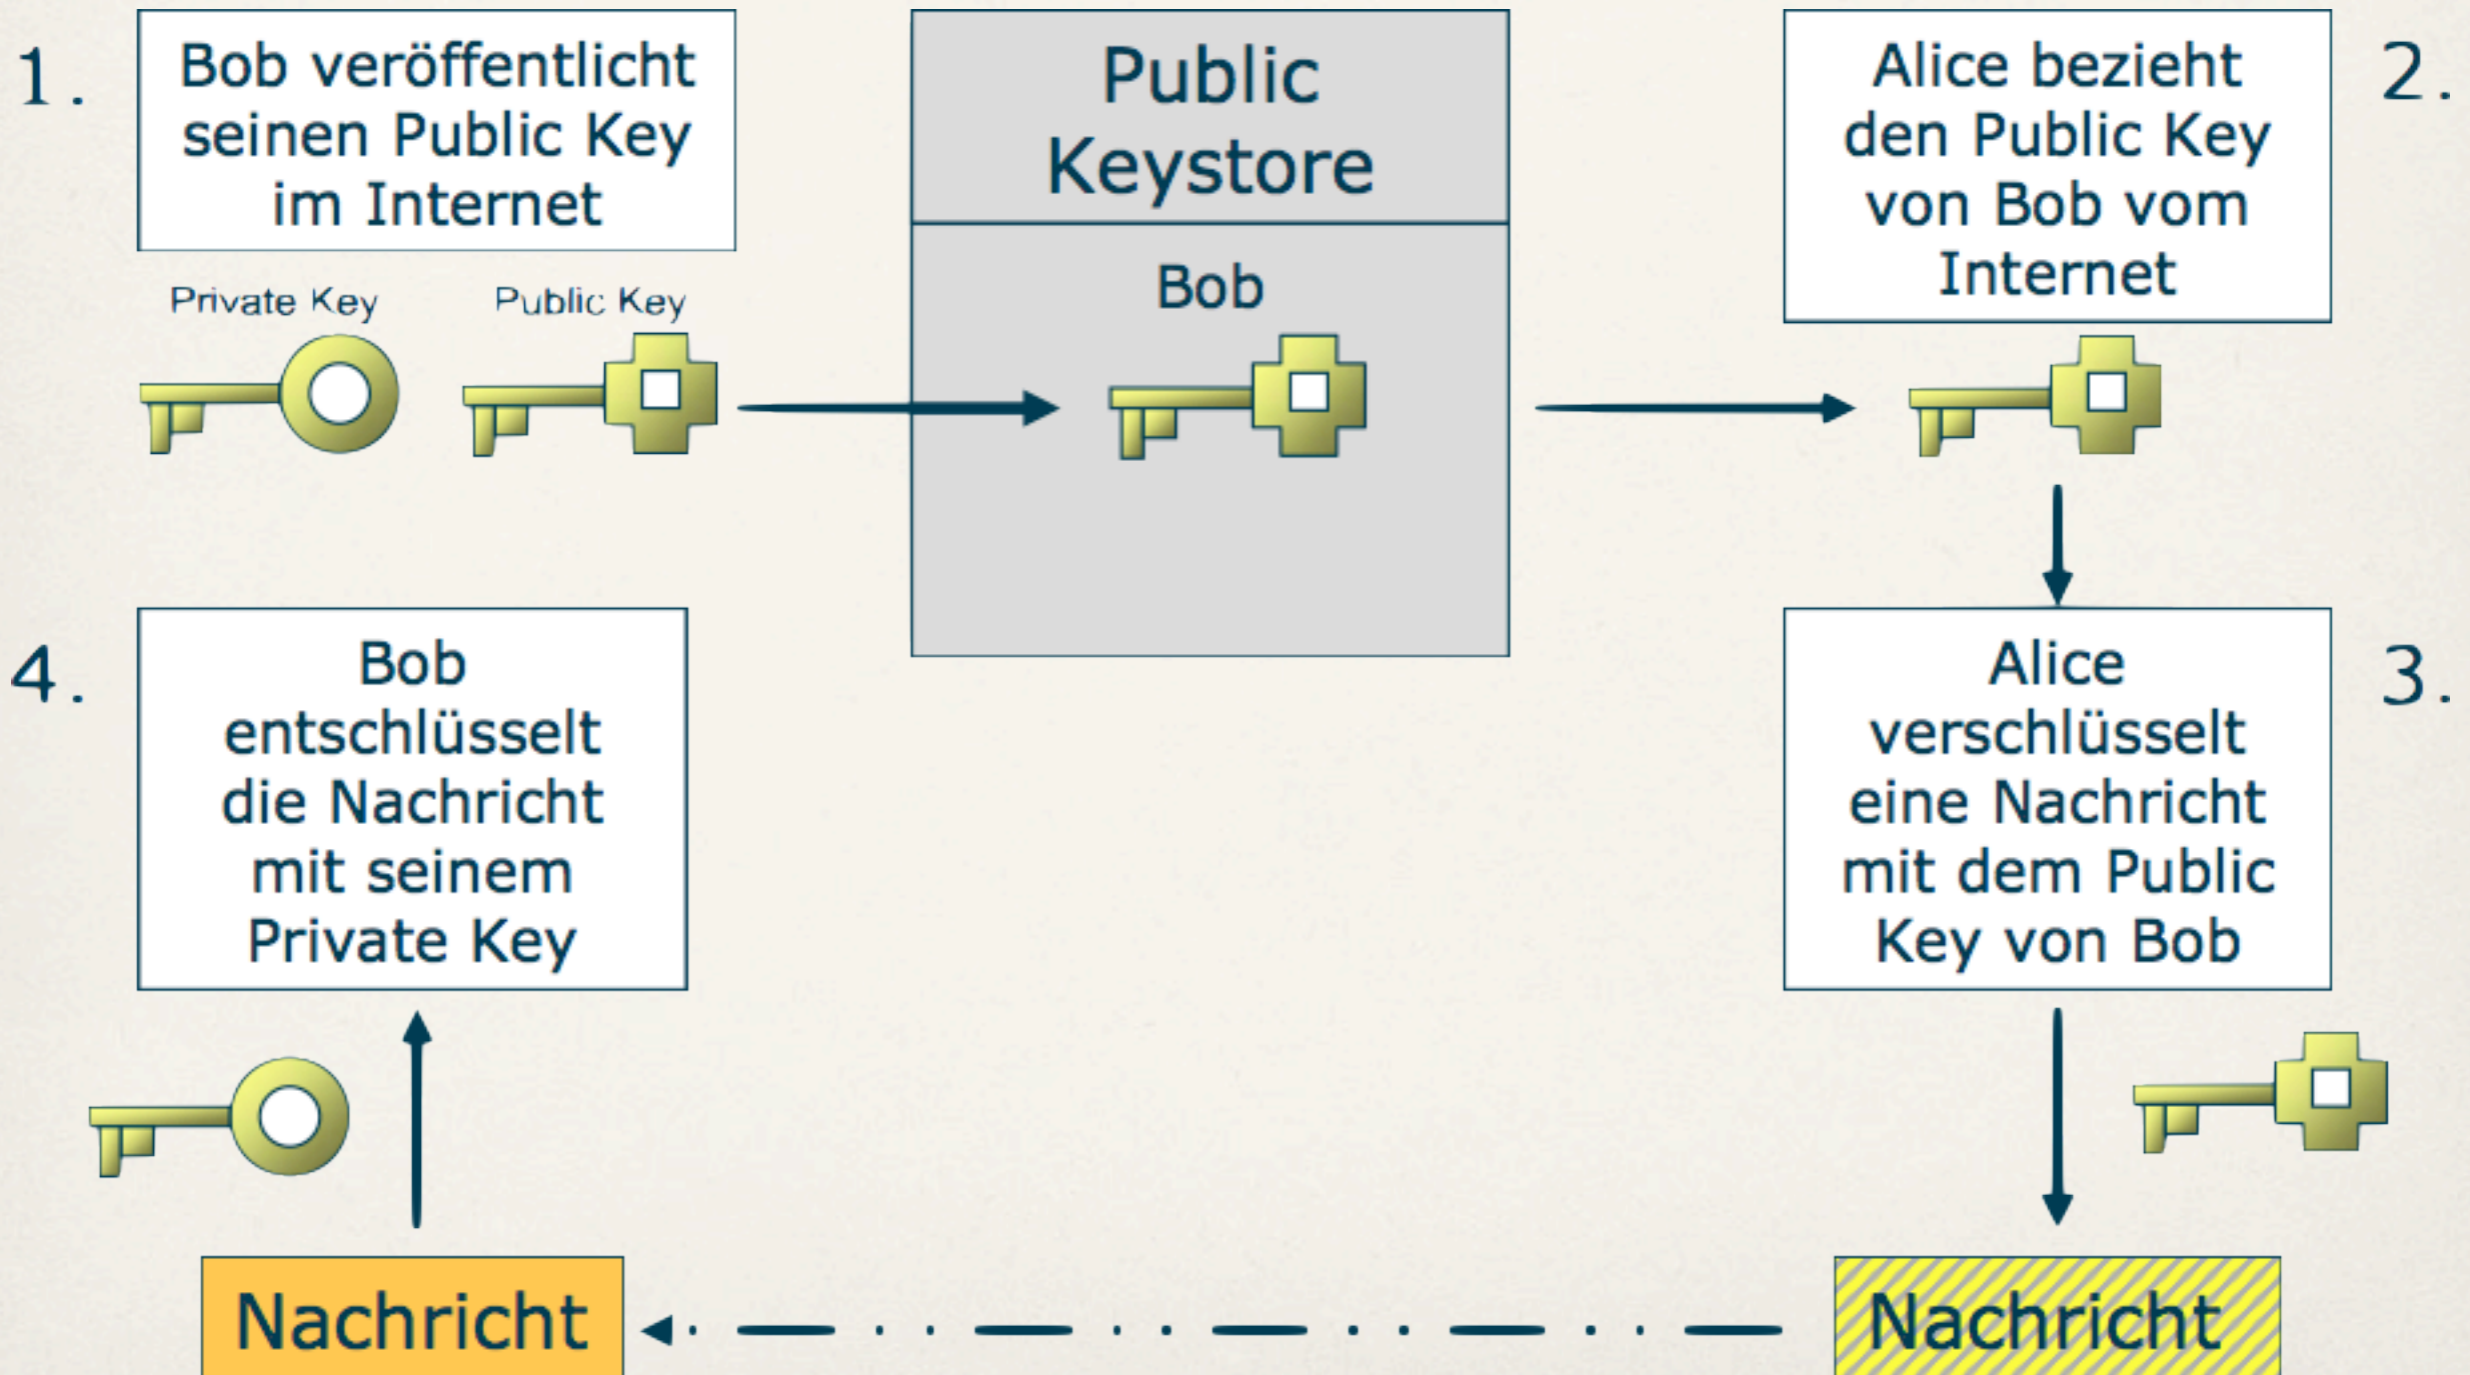 1.
Bob veröffentlicht
seinen Public Key
im Internet
Private Key
Public Key
Public
Keystore
Bob
2.
Alice bezieht
den Public Key
von Bob vom
Internet
3.
Alice
verschlüsselt
eine Nachricht
mit dem Public
Key von Bob
Nachricht
4.
Bob
entschlüsselt
die Nachricht
mit seinem
Private Key
Nachricht